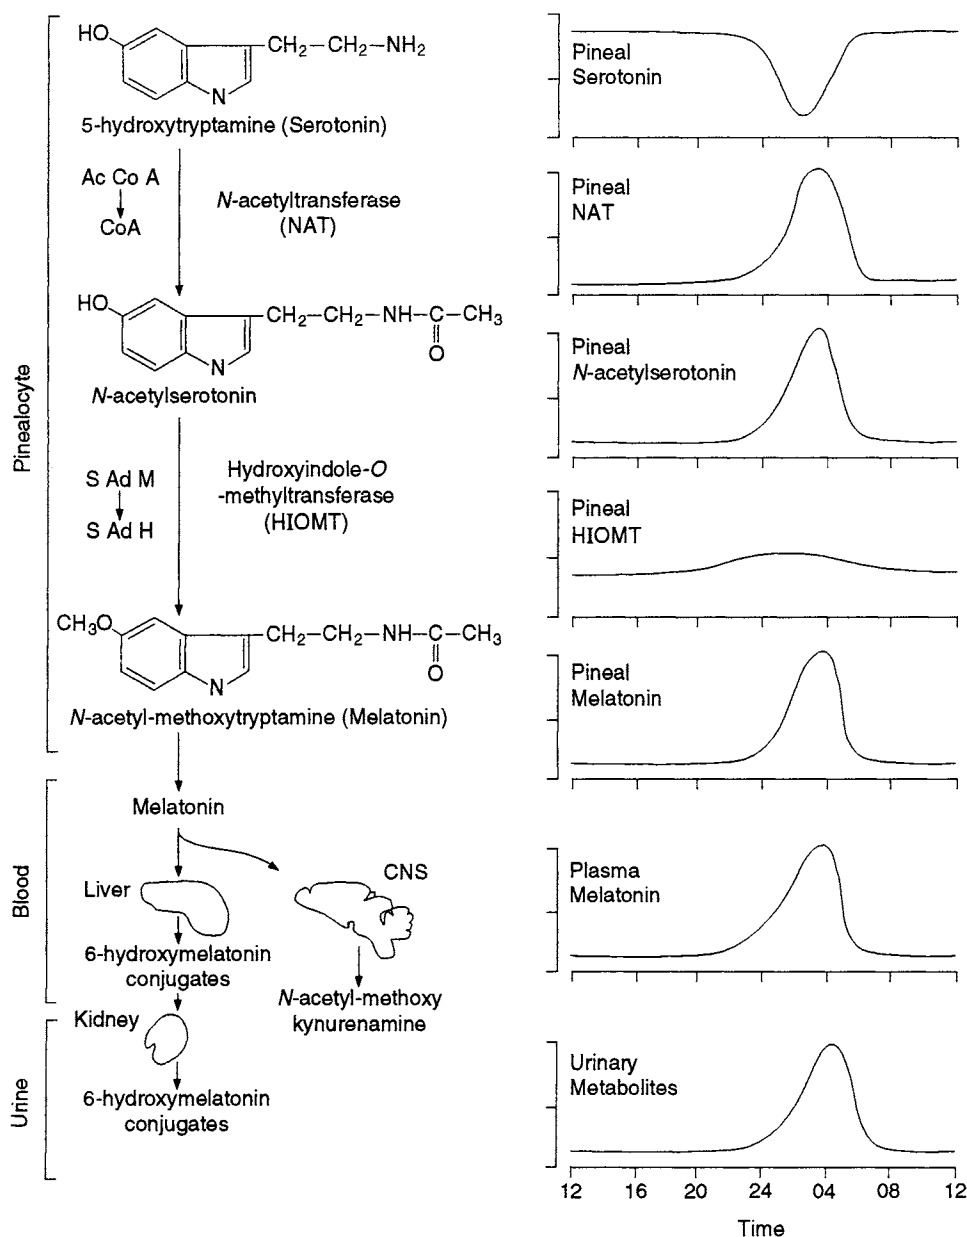 HO
CH2–CH2–NH2
N
5-hydroxytryptamine (Serotonin)
Ac Co A
CoA
N-acetyltransferase
(NAT)
HO
CH2–CH2–NH–C–CH3
O
N
N-acetylserotonin
Pinealocyte
S Ad M
S Ad H
Hydroxyindole-O
-methyltransferase
(HIOMT)
CH3O
CH2–CH2–NH–C–CH3
O
N
N-acetyl-methoxytryptamine (Melatonin)
Blood
Melatonin
Liver
CNS
6-hydroxymelatonin
conjugates
N-acetyl-methoxy
kynurenamine
Urine
Kidney
6-hydroxymelatonin
conjugates
Pineal
Serotonin
Pineal
NAT
Pineal
N-acetylserotonin
Pineal
HIOMT
Pineal
Melatonin
Plasma
Melatonin
Urinary
Metabolites
12 16 20 24 04 08 12
Time